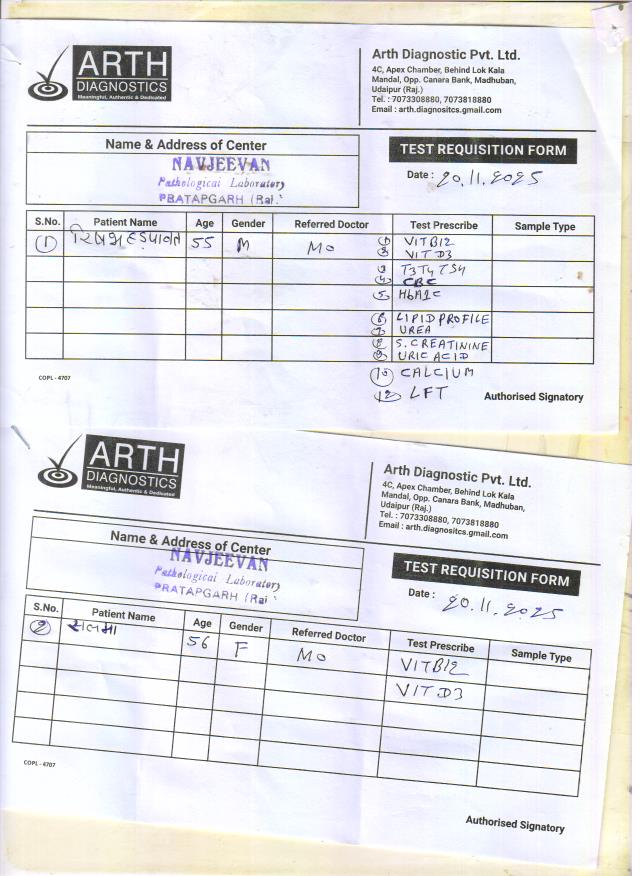 ARTH
DIAGNOSTICS
Meaningful, Authentic & Dedicated
Arth Diagnostic Pvt. Ltd.
4C, Apex Chamber, Behind Lok Kala
Mandal, Opp. Canara Bank, Madhuban,
Udaipur (Raj.)
Tel. : 7073308880, 7073818880
Email : arth.diagnositcs.gmail.com
Name & Address of Center
NAVJEEVAN
Pathological Laboratory
PRATAPGARH (Raj.
TEST REQUISITION FORM
Date : 20.11.2025
S.No. Patient Name Age Gender Referred Doctor Test Prescribe Sample Type
1 55 M MO 1 VITB12
2 VIT D3
3 T3T4 TSH
4 CBC
5 HbA1C
6 LIPID PROFILE
7 UREA
8 S. CREATININE
9 URIC ACID
10 CALCIUM
12 LFT
COPL - 4707
Authorised Signatory
ARTH
DIAGNOSTICS
Meaningful, Authentic & Dedicated
Arth Diagnostic Pvt. Ltd.
4C, Apex Chamber, Behind Lok Kala
Mandal, Opp. Canara Bank, Madhuban,
Udaipur (Raj.)
Tel. : 7073308880, 7073818880
Email : arth.diagnositcs.gmail.com
Name & Address of Center
NAVJEEVAN
Pathological Laboratory
PRATAPGARH (Raj
TEST REQUISITION FORM
Date : 20.11.2025
S.No. Patient Name Age Gender Referred Doctor Test Prescribe Sample Type
2 सलमा 56 F MO VITB12
VIT D3
COPL - 4707
Authorised Signatory